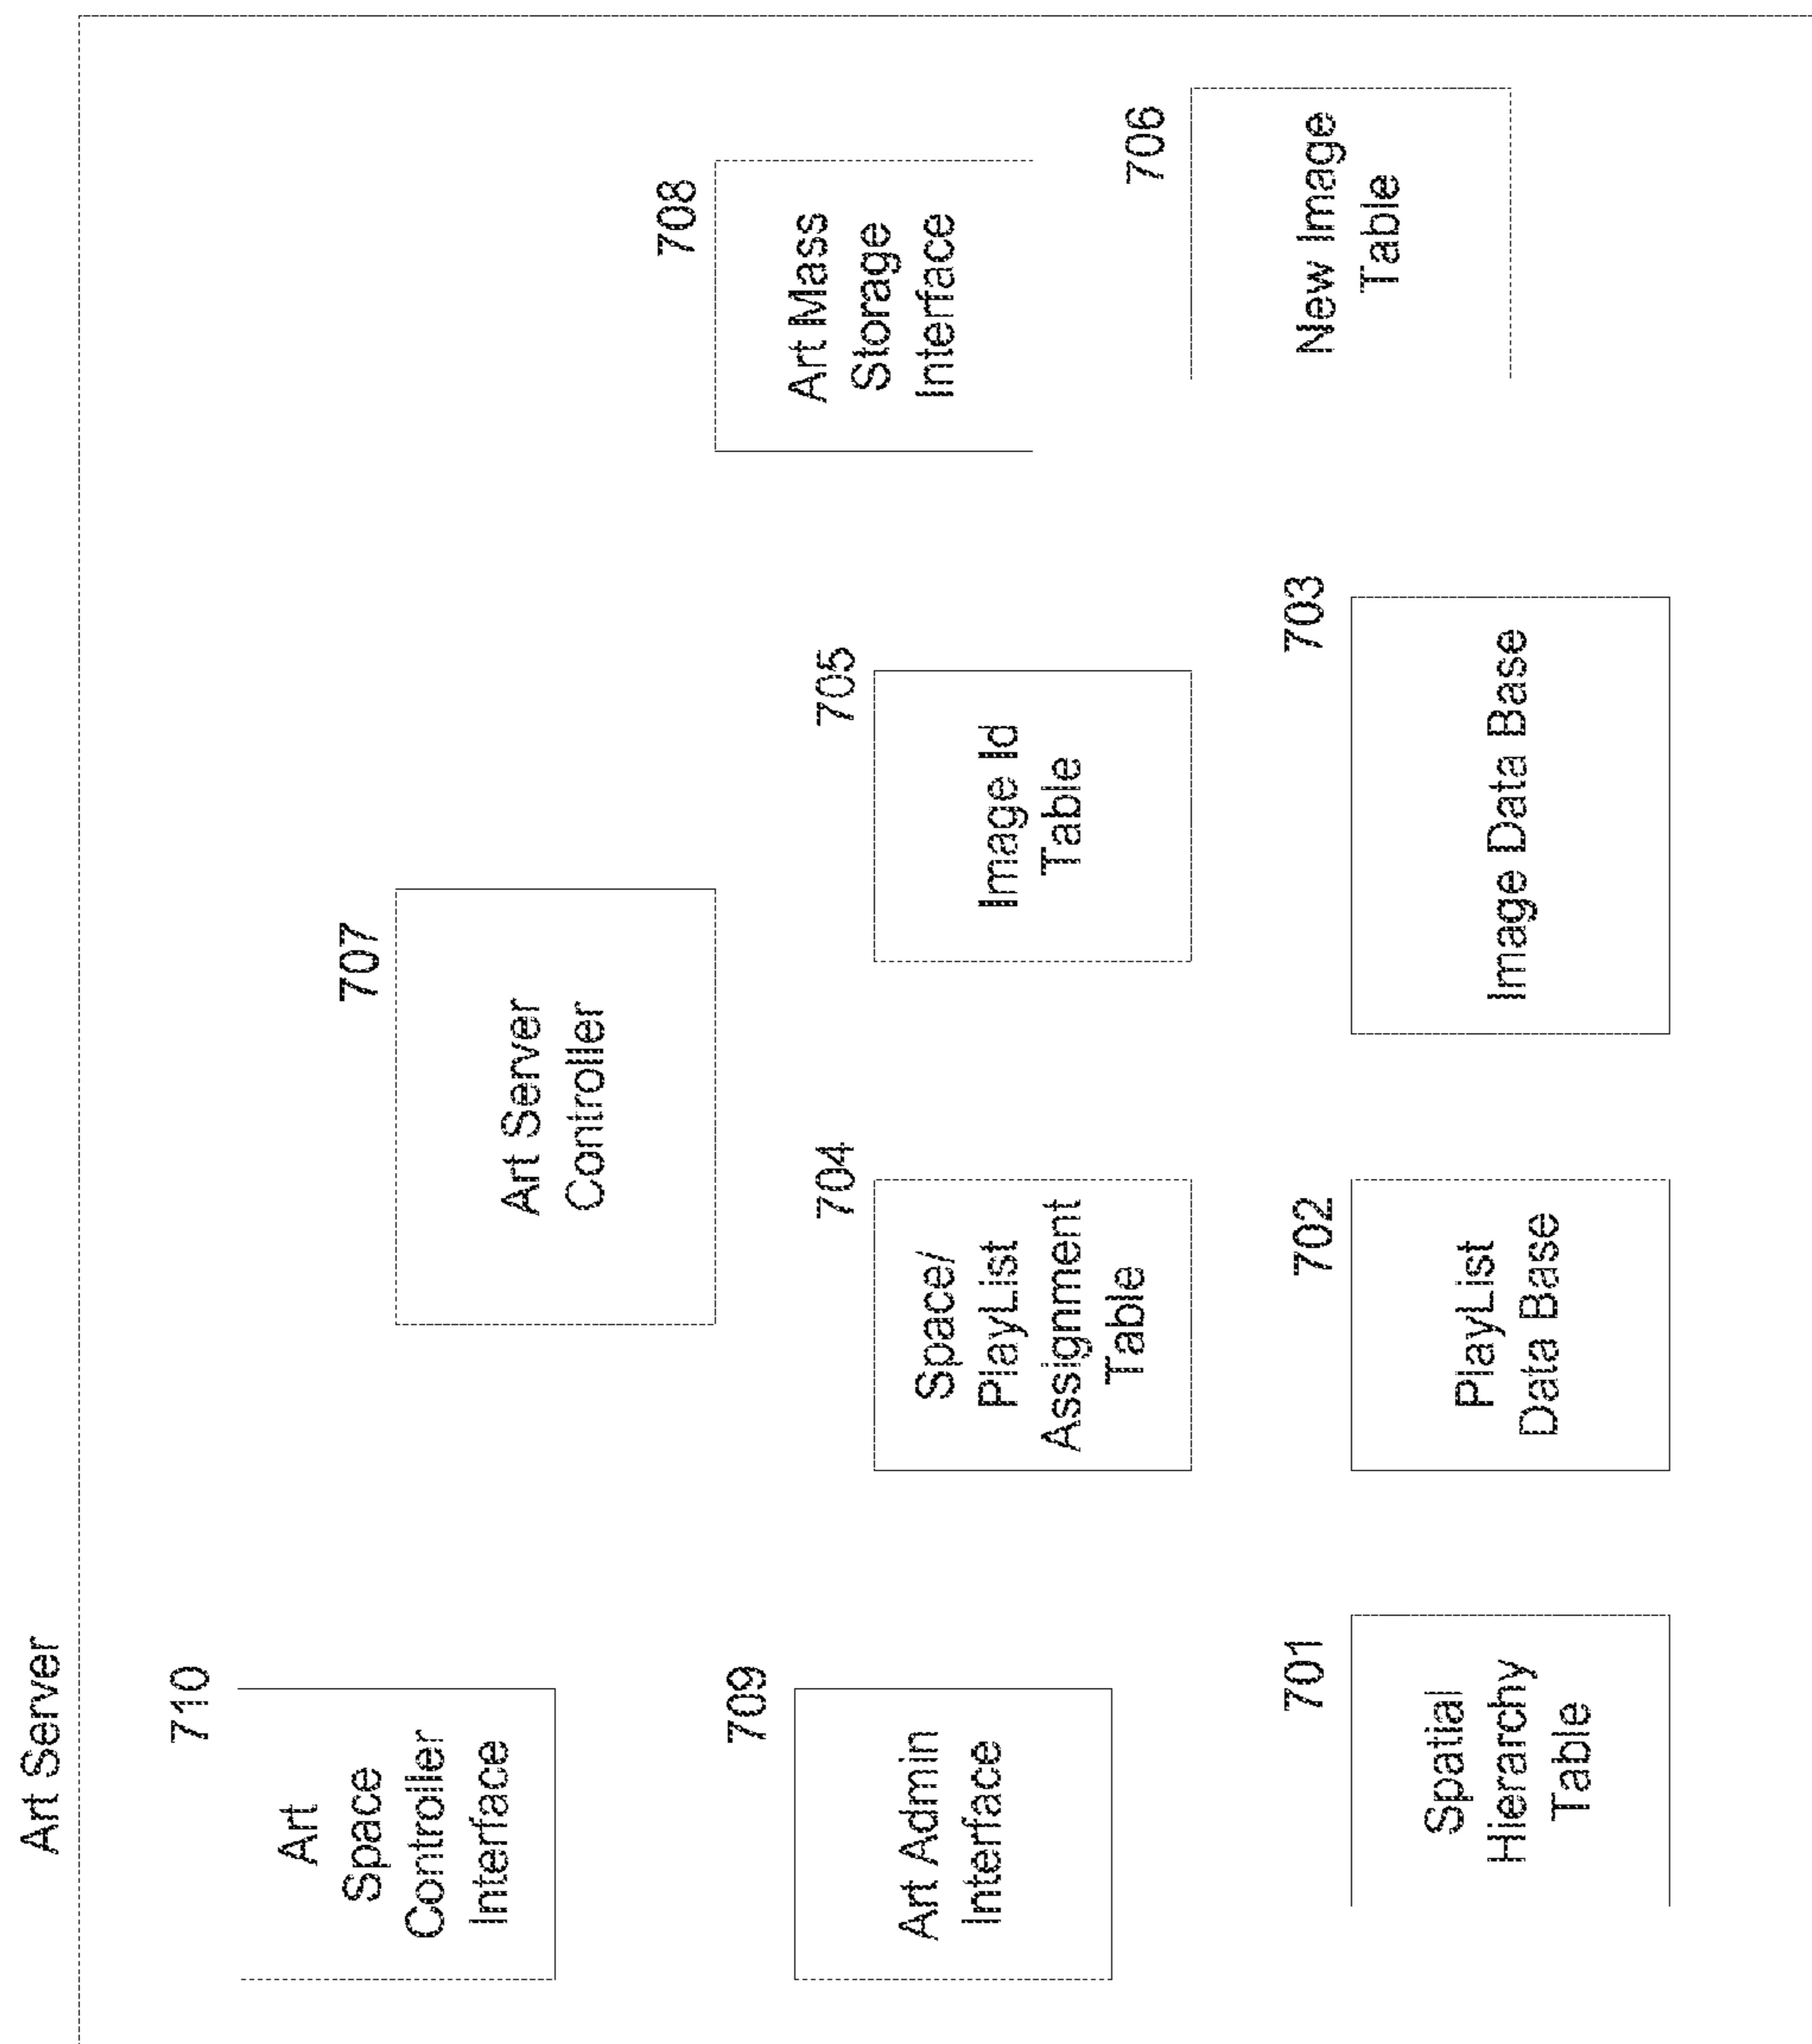 Art Server
710
Art
Space
Controller
Interface
707
Art Server
Controller
708
Art Mass
Storage
Interface
709
Art Admin
Interface
704
Space/
PlayList
Assignment
Table
705
Image Id
Table
706
New Image
Table
701
Spatial
Hierarchy
Table
702
PlayList
Data Base
703
Image Data Base